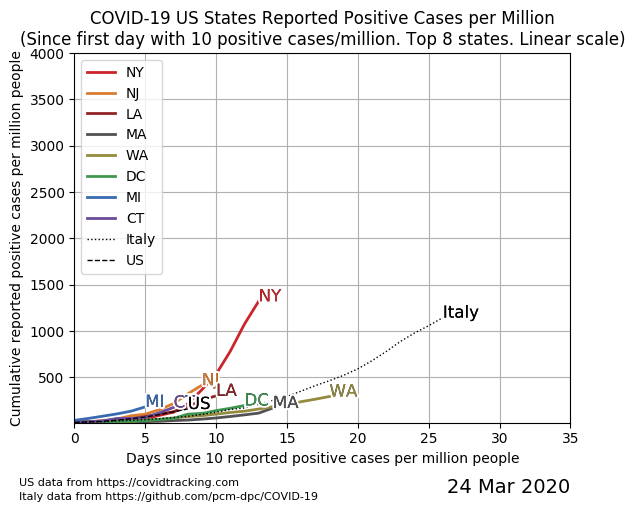 COVID-19 US States Reported Positive Cases per Million
(Since first day with 10 positive cases/million. Top 8 states. Linear scale)
Cumulative reported positive cases per million people
4000
3500
3000
2500
2000
1500
1000
500
NY
NJ
LA
MA
WA
DC
MI
CT
Italy
US
NY
Italy
NJ
LA
WA
DC
MA
MI
CT
US
0 5 10 15 20 25 30 35
Days since 10 reported positive cases per million people
US data from https://covidtracking.com
Italy data from https://github.com/pcm-dpc/COVID-19
24 Mar 2020